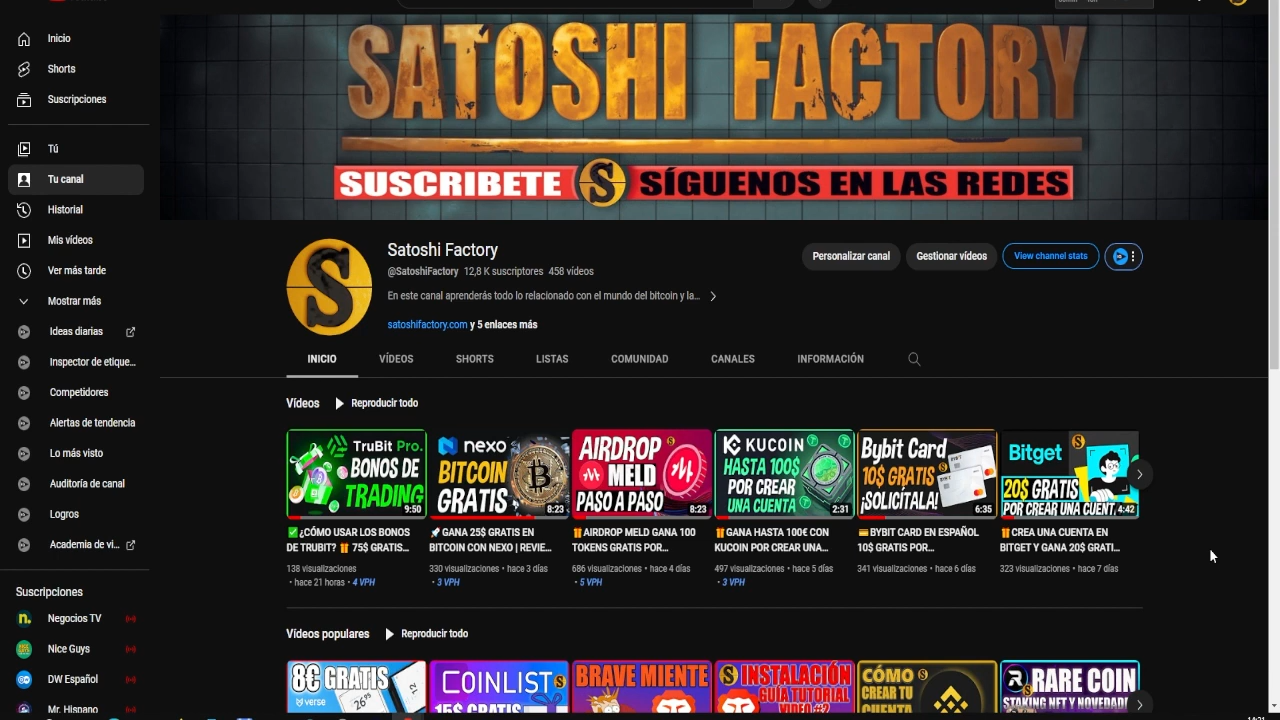 SATOSHI FACTORY
SUSCRIBETE S SÍGUENOS EN LAS REDES
Inicio
Shorts
Suscripciones
Tú
Tu canal
Historial
Mis vídeos
Ver más tarde
Mostrar más
Ideas diarias
Inspector de etique...
Competidores
Alertas de tendencia
Lo más visto
Auditoría de canal
Logros
Academia de vi...
Suscripciones
Negocios TV
Nice Guys
DW Español
Mr. Hispano
S
Satoshi Factory
@SatoshiFactory 12,8 K suscriptores 458 vídeos
En este canal aprenderás todo lo relacionado con el mundo del bitcoin y la...
satoshifactory.com y 5 enlaces más
Personalizar canal
Gestionar vídeos
View channel stats
INICIO VÍDEOS SHORTS LISTAS COMUNIDAD CANALES INFORMACIÓN
Vídeos Reproducir todo
TruBit Pro.
BONOS DE
TRADING
9:50
✅¿CÓMO USAR LOS BONOS
DE TRUBIT? 🎁 75$ GRATIS...
138 visualizaciones
• hace 21 horas • 4 VPH
nexo
BITCOIN
GRATIS
8:23
📌 GANA 25$ GRATIS EN
BITCOIN CON NEXO | REVIE...
330 visualizaciones • hace 3 días
• 3 VPH
AIRDROP
MELD
PASO A PASO
8:23
🎁AIRDROP MELD GANA 100
TOKENS GRATIS POR...
686 visualizaciones • hace 4 días
• 5 VPH
KUCOIN
HASTA 100$
POR CREAR
UNA CUENTA
2:31
🎁GANA HASTA 100€ CON
KUCOIN POR CREAR UNA...
497 visualizaciones • hace 5 días
• 3 VPH
Bybit Card
10$ GRATIS
¡SOLICÍTALA!
6:35
💳BYBIT CARD EN ESPAÑOL
10$ GRATIS POR...
341 visualizaciones • hace 6 días
Bitget
20$ GRATIS
POR CREAR UNA CUENT
4:42
🎁CREA UNA CUENTA EN
BITGET Y GANA 20$ GRATI...
323 visualizaciones • hace 7 días
Vídeos populares Reproducir todo
8€ GRATIS
verse
COINLIST
15$ GRATIS
BRAVE MIENTE
INSTALACIÓN
GUÍA TUTORIAL
VIDEO #2
CÓMO
CREAR TU
CUENTA
RARE COIN
STAKING NFT Y NOVEDAD